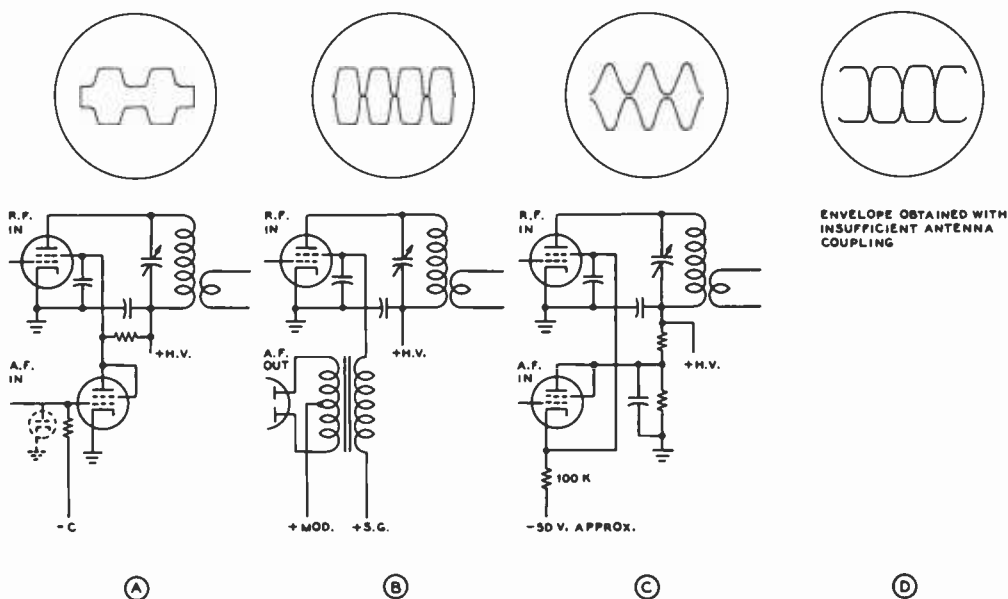 R.F.
IN
R.F.
IN
R.F.
IN
ENVELOPE OBTAINED WITH
INSUFFICIENT ANTENNA
COUPLING
+H.V.
+H.V.
+H.V.
A.F.
IN
A.F.
OUT
A.F.
IN
100 K
-C
+MOD.
+S.G.
-50 V. APPROX.
A
B
C
D